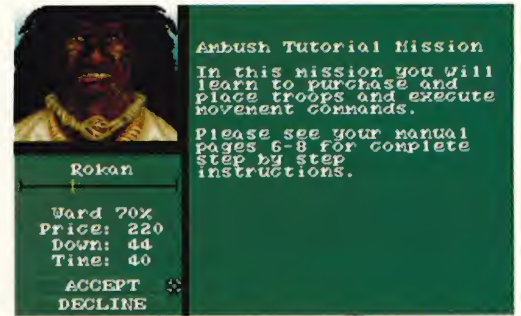 Ambush Tutorial Mission
In this mission you will
learn to purchase and
place troops and execute
movement commands.
Please see your manual
pages 6-8 for complete
step by step
instructions.
Rokan
Ward 70%
Price: 220
Down: 44
Time: 40
ACCEPT
DECLINE